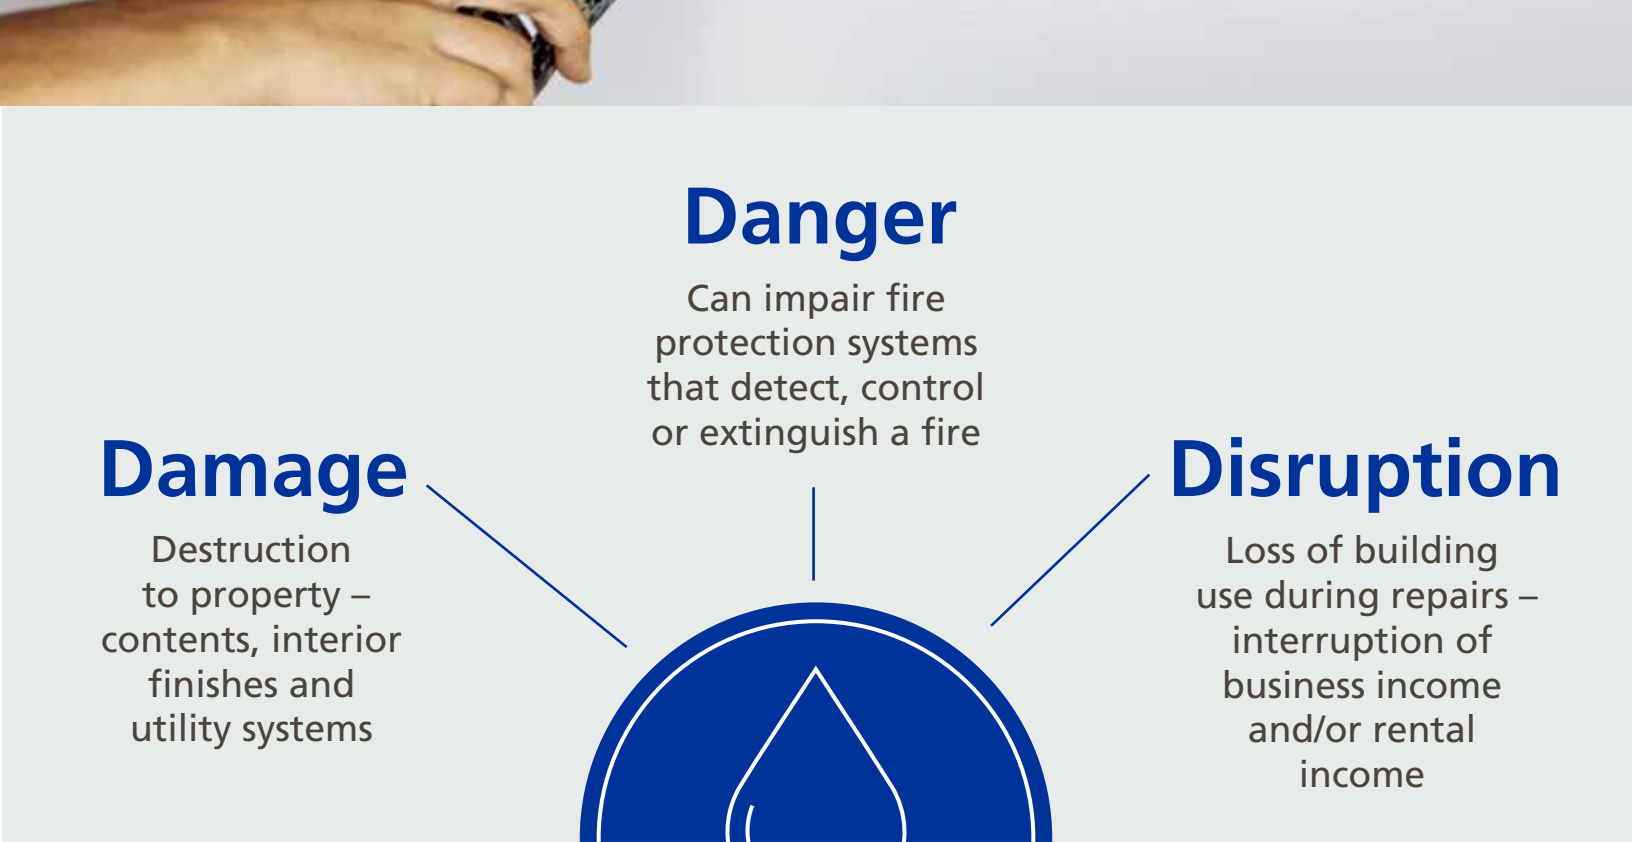 Danger
Can impair fire
protection systems
that detect, control
or extinguish a fire
Damage
Destruction
to property –
contents, interior
finishes and
utility systems
Disruption
Loss of building
use during repairs –
interruption of
business income
and/or rental
income